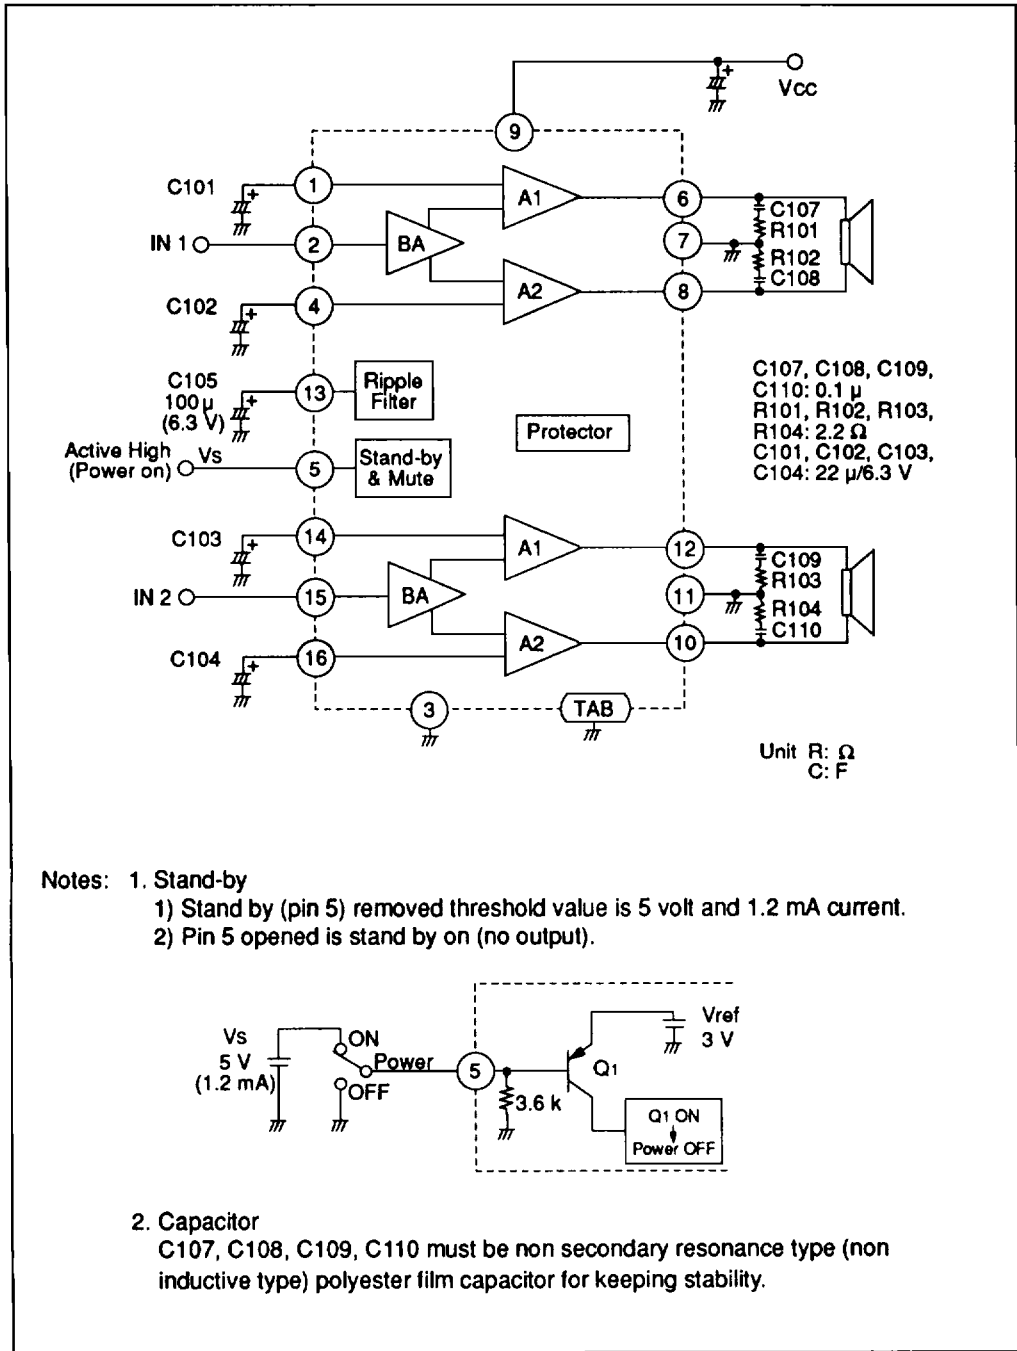 Vcc
9
C101
+
1
A1
6
C107
R101
IN 1
2
BA
7
R102
C108
C102
+
4
A2
8
C105
100 μ
(6.3 V)
+
13
Ripple
Filter
Protector
C107, C108, C109,
C110: 0.1 μ
R101, R102, R103,
R104: 2.2 Ω
C101, C102, C103,
C104: 22 μ/6.3 V
Active High
(Power on)
Vs
5
Stand-by
& Mute
C103
+
14
A1
12
C109
R103
IN 2
15
BA
11
R104
C110
C104
+
16
A2
10
3
TAB
Unit R: Ω
C: F
Notes: 1. Stand-by
1) Stand by (pin 5) removed threshold value is 5 volt and 1.2 mA current.
2) Pin 5 opened is stand by on (no output).
Vs
5 V
(1.2 mA)
ON
Power
OFF
5
3.6 k
Q1
Vref
3 V
Q1 ON
Power OFF
2. Capacitor
C107, C108, C109, C110 must be non secondary resonance type (non
inductive type) polyester film capacitor for keeping stability.